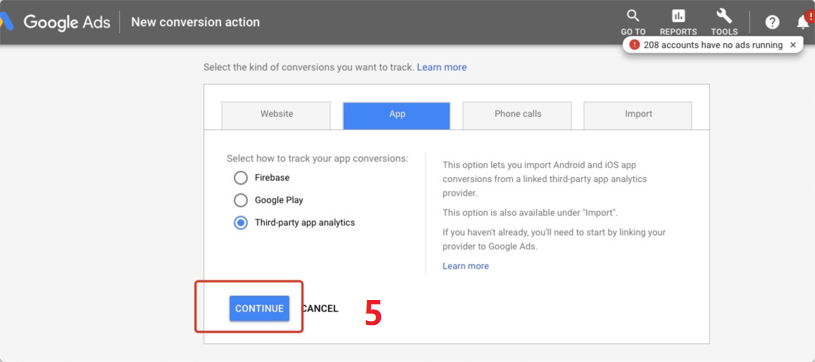 Google Ads New conversion action
GO TO REPORTS TOOLS
208 accounts have no ads running ×
Select the kind of conversions you want to track. Learn more
Website App Phone calls Import
Select how to track your app conversions:
Firebase
Google Play
Third-party app analytics
This option lets you import Android and iOS app
conversions from a linked third-party app analytics
provider.
This option is also available under "Import".
If you haven't already, you'll need to start by linking your
provider to Google Ads.
Learn more
CONTINUE CANCEL 5